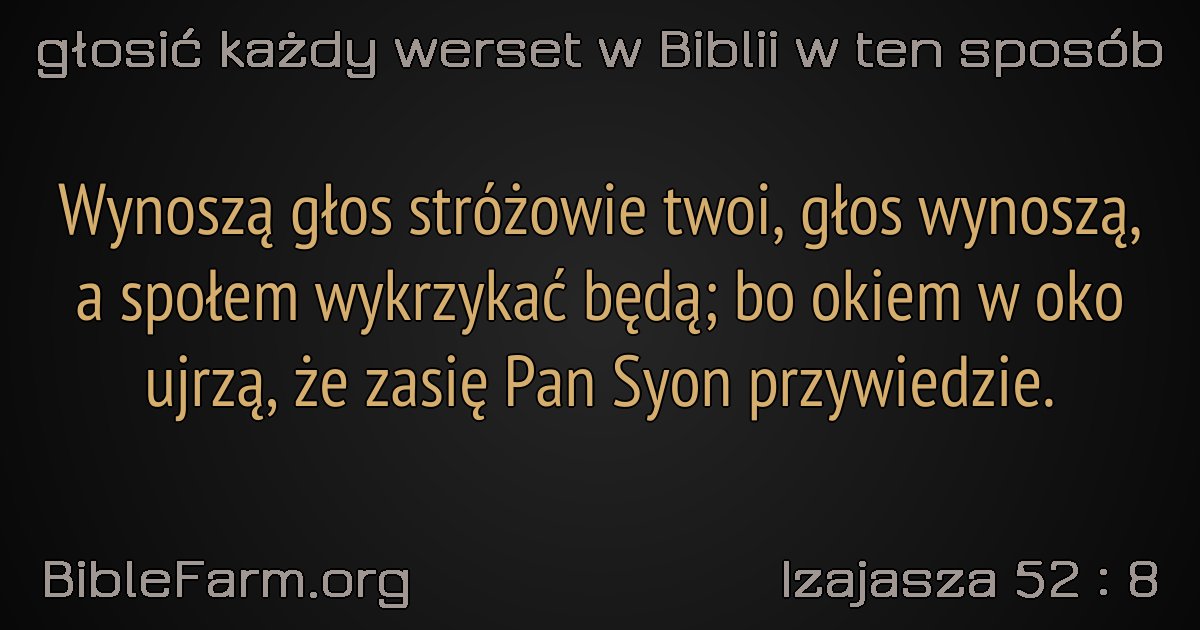 głosić każdy werset w Biblii w ten sposób
Wynoszą głos stróżowie twoi, głos wynoszą,
a społem wykrzykać będą; bo okiem w oko
ujrzą, że zasię Pan Syon przywiedzie.
BibleFarm.org
Izajasza 52 : 8